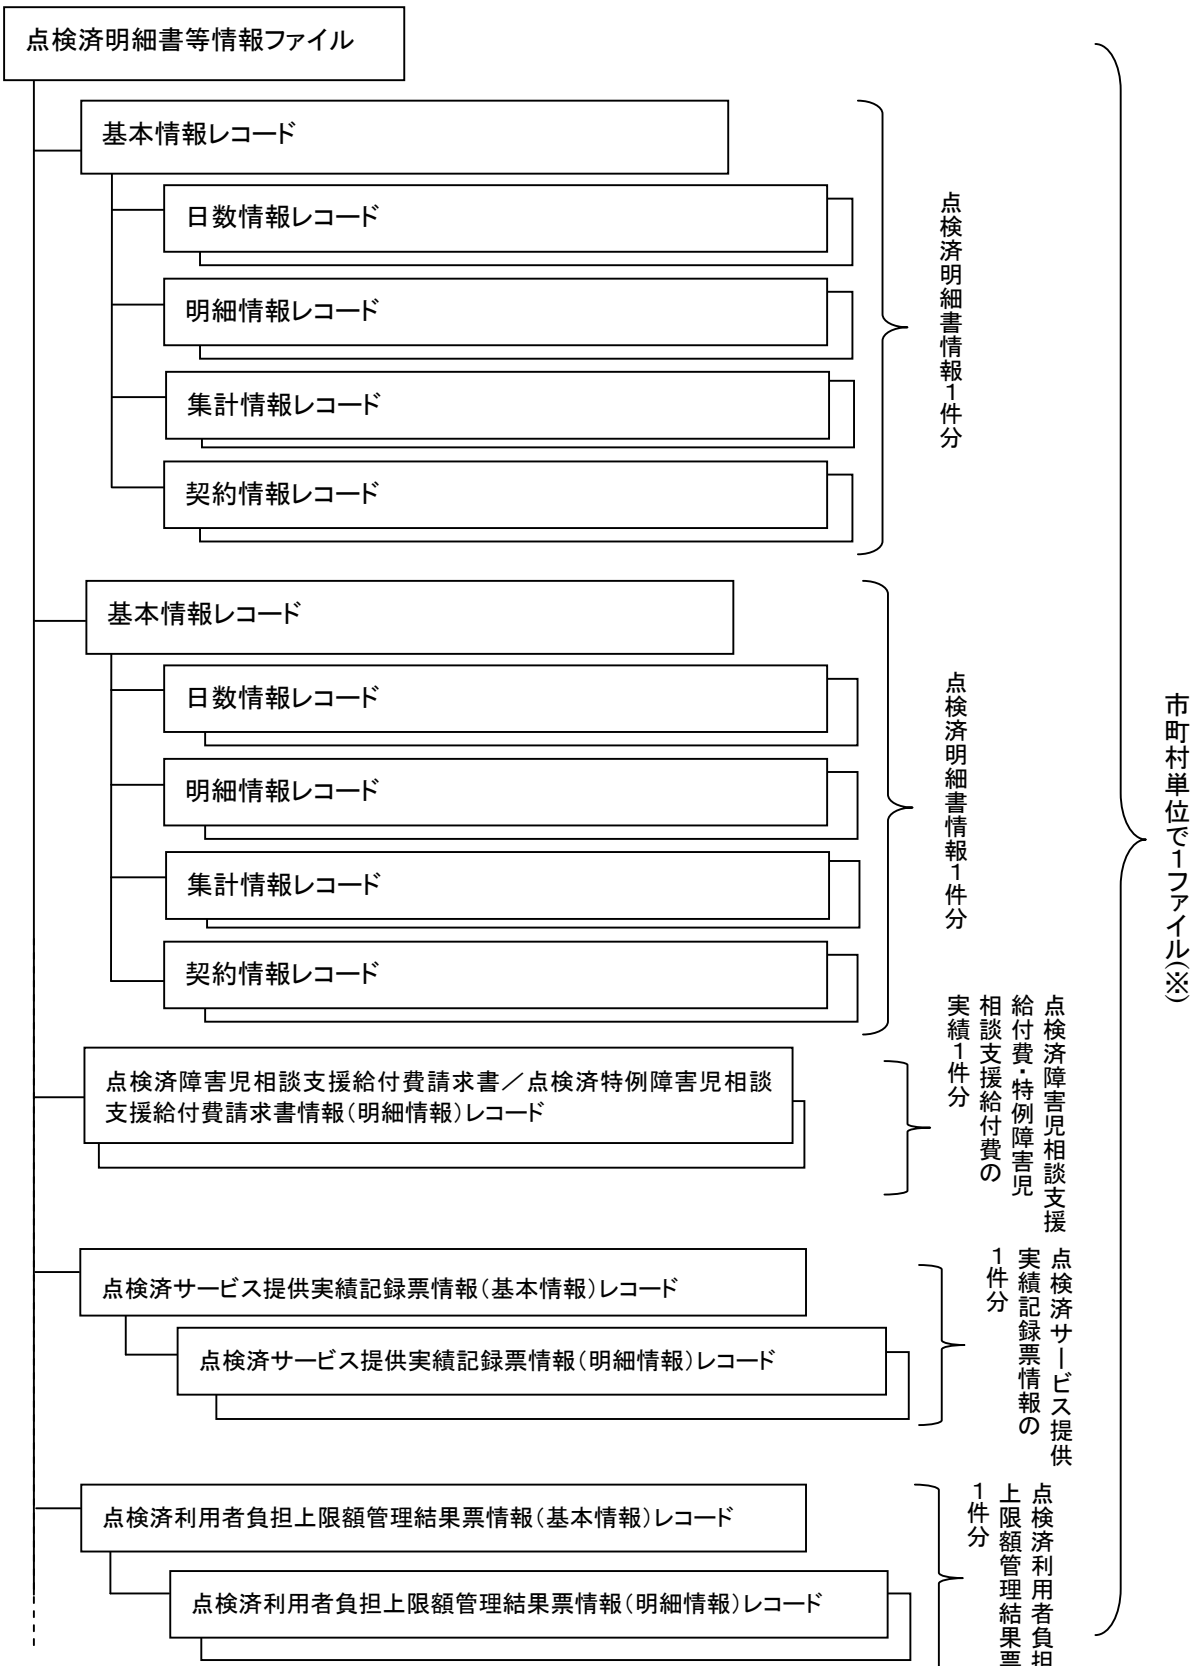 点検済明細書等情報ファイル
基本情報レコード
日数情報レコード
明細情報レコード
集計情報レコード
契約情報レコード
点検済明細書情報1件分
基本情報レコード
日数情報レコード
明細情報レコード
集計情報レコード
契約情報レコード
点検済明細書情報1件分
点検済障害児相談支援給付費請求書／点検済特例障害児相談
支援給付費請求書情報（明細情報）レコード
点検済障害児相談支援
給付費・特例障害児
相談支援給付費の
実績1件分
点検済サービス提供実績記録票情報（基本情報）レコード
点検済サービス提供実績記録票情報（明細情報）レコード
点検済サービス提供
実績記録票情報の
1件分
点検済利用者負担上限額管理結果票情報（基本情報）レコード
点検済利用者負担上限額管理結果票情報（明細情報）レコード
点検済利用者負担
上限額管理結果票
1件分
市町村単位で1ファイル（※）